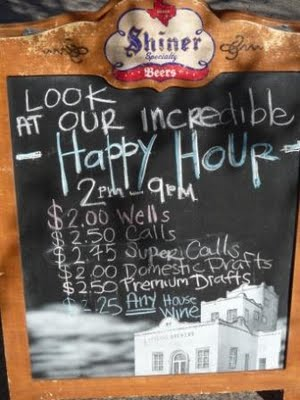 Shiner
Specialty
Beers
LOOK
AT OUR INCREDIBLE
- HAPPY HOUR -
2PM - 9PM
$2.00 Wells
$2.50 Calls
$2.75 Super Calls
$2.00 Domestic Drafts
$2.50 Premium Drafts
$2.25 Any House
Wine